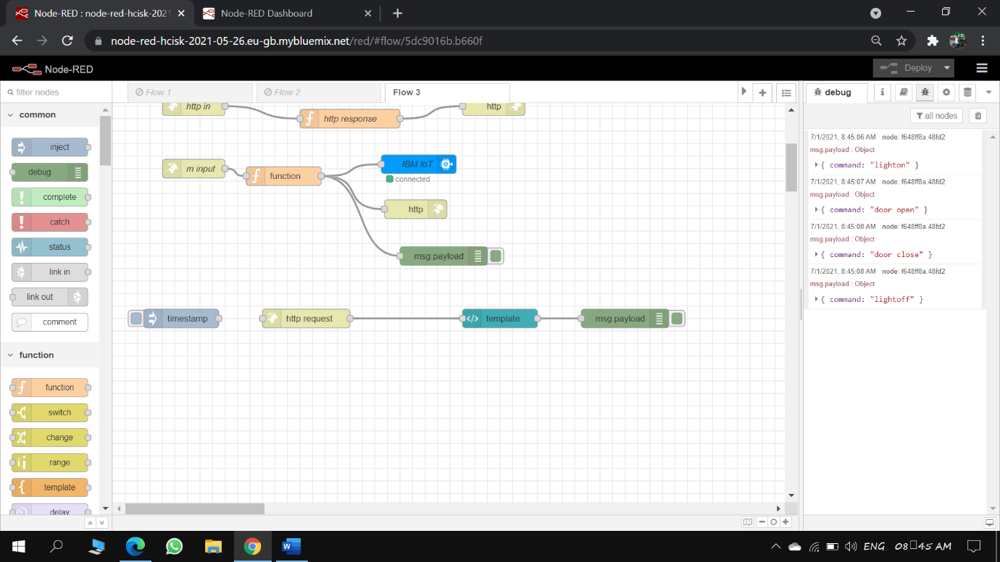 Node-RED : node-red-hcisk-2021
Node-RED Dashboard
node-red-hcisk-2021-05-26.eu-gb.mybluemix.net/red/#flow/5dc9016b.b660f
Node-RED
Deploy
filter nodes
Flow 1
Flow 2
Flow 3
debug
i
all nodes
common
inject
debug
complete
catch
status
link in
link out
comment
function
function
switch
change
range
template
delay
http in
http response
http
m input
function
IBM IoT
connected
http
msg.payload
timestamp
http request
template
msg.payload
7/1/2021, 8:45:06 AM node: f648ff8a.48fd2
msg.payload : Object
{ command: "lighton" }
7/1/2021, 8:45:07 AM node: f648ff8a.48fd2
msg.payload : Object
{ command: "door open" }
7/1/2021, 8:45:08 AM node: f648ff8a.48fd2
msg.payload : Object
{ command: "door close" }
7/1/2021, 8:45:08 AM node: f648ff8a.48fd2
msg.payload : Object
{ command: "lightoff" }
ENG
08▯45 AM